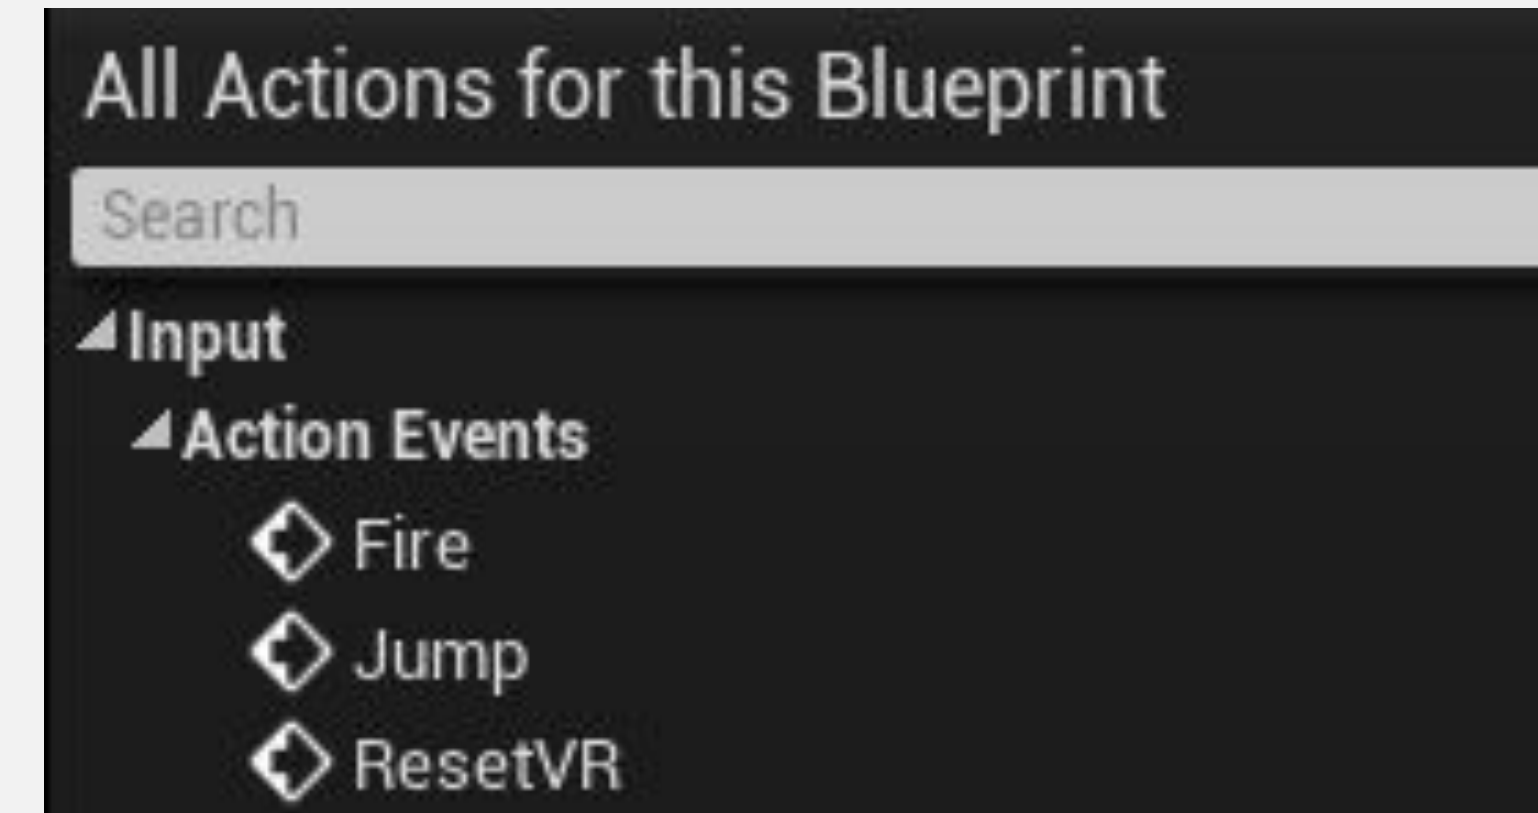 All Actions for this Blueprint
Search
Input
Action Events
Fire
Jump
ResetVR